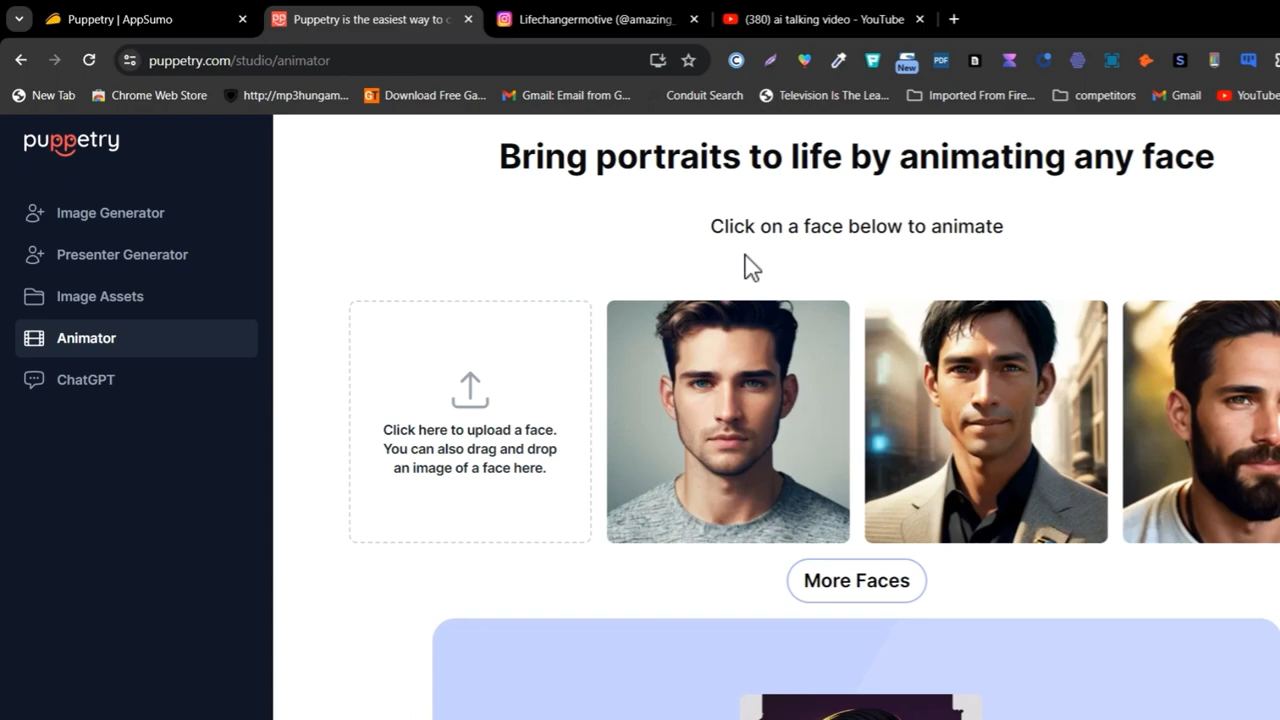 Puppetry | AppSumo
Puppetry is the easiest way to c
Lifechangermotive (@amazing_
(380) ai talking video - YouTube
puppetry.com/studio/animator
New
PDF
New Tab
Chrome Web Store
http://mp3hungam...
Download Free Ga...
Gmail: Email from G...
Conduit Search
Television Is The Lea...
Imported From Fire...
competitors
Gmail
YouTube
puppetry
Image Generator
Presenter Generator
Image Assets
Animator
ChatGPT
Bring portraits to life by animating any face
Click on a face below to animate
Click here to upload a face.
You can also drag and drop
an image of a face here.
More Faces